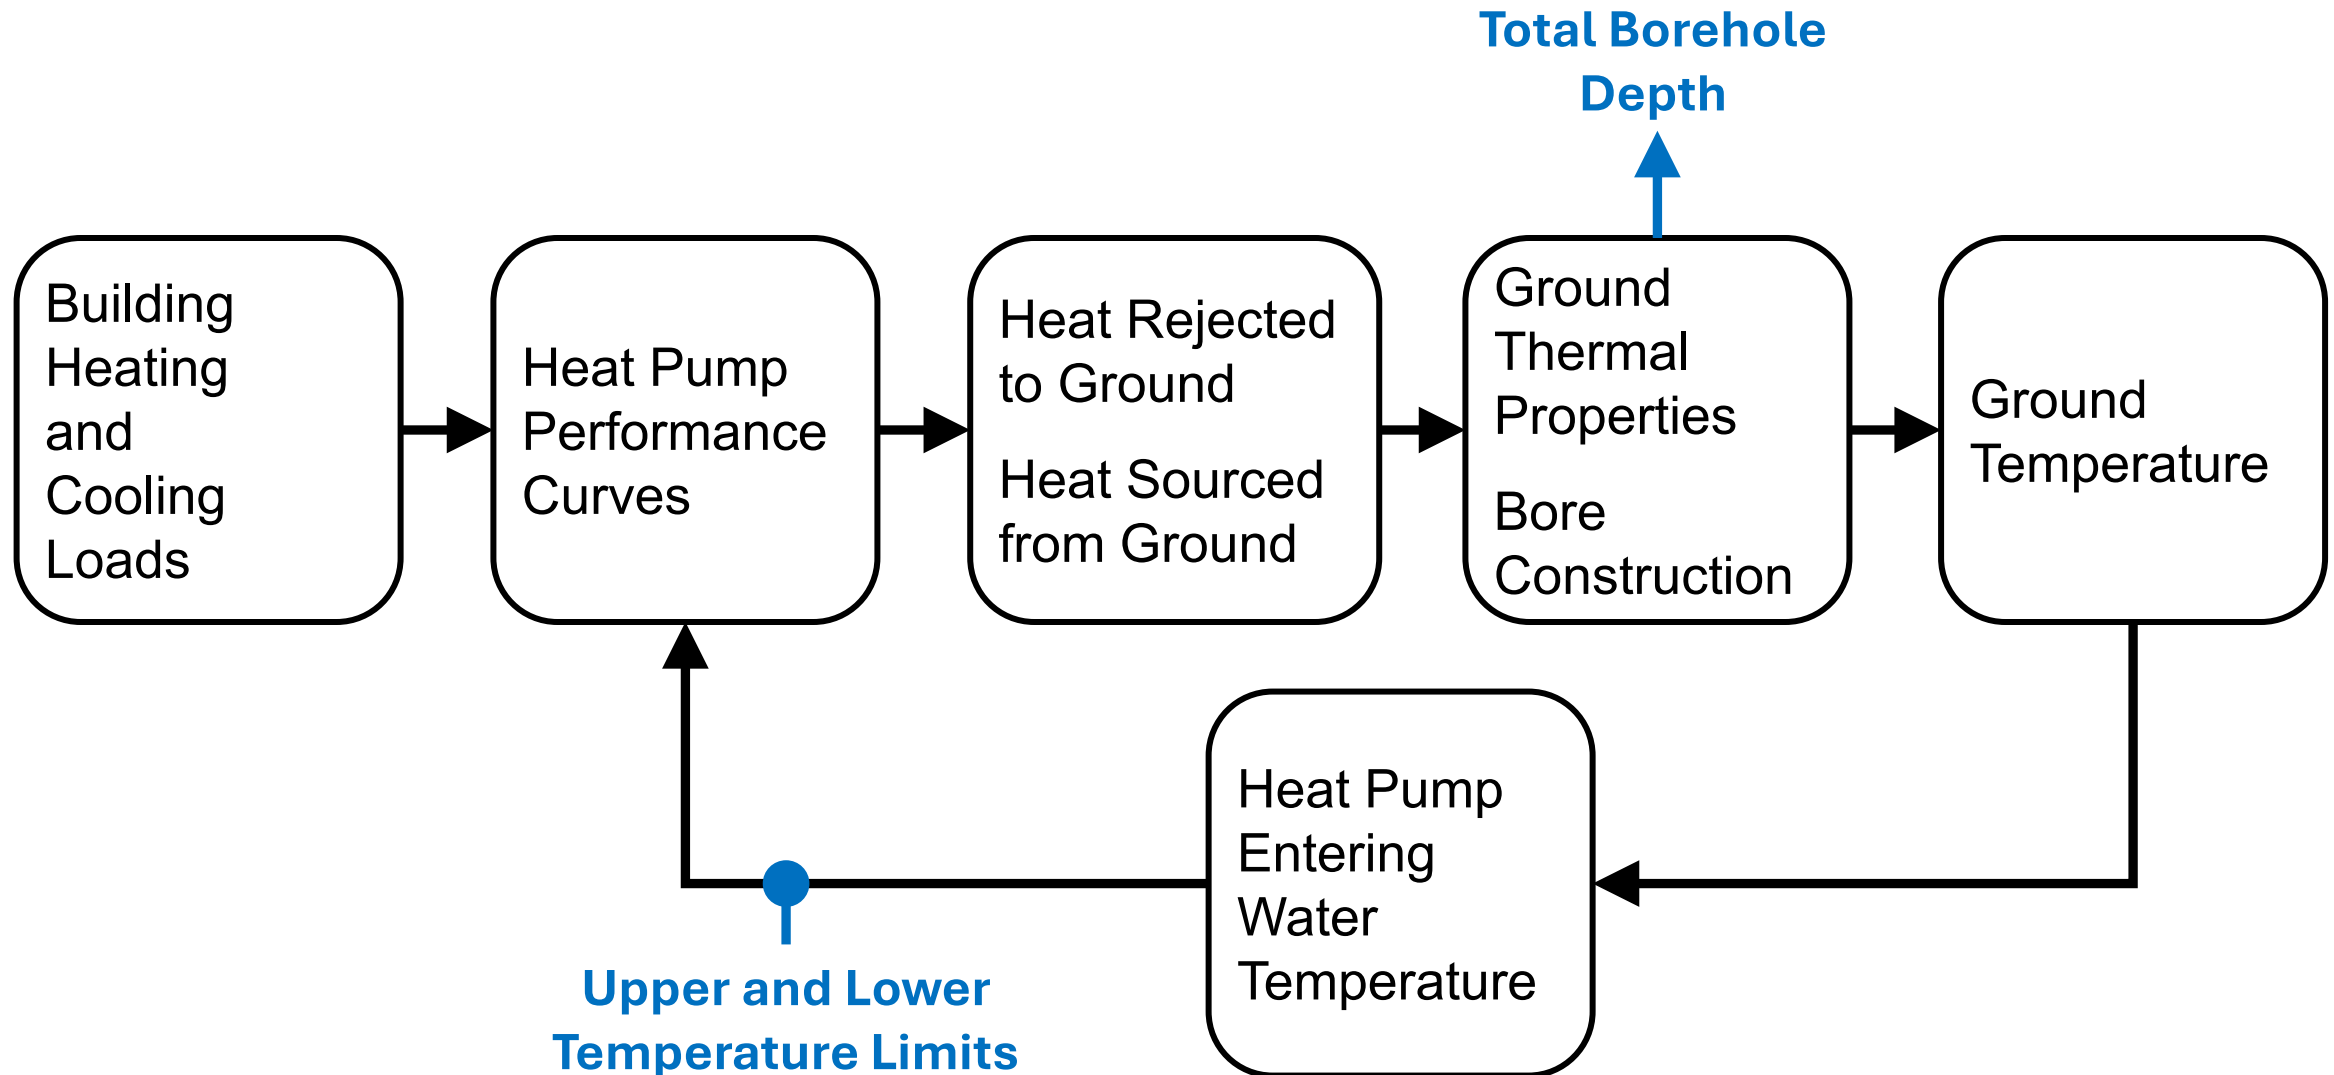 Total Borehole
Depth
Building
Heating
and
Cooling
Loads
Heat Pump
Performance
Curves
Heat Rejected
to Ground
Heat Sourced
from Ground
Ground
Thermal
Properties
Bore
Construction
Ground
Temperature
Heat Pump
Entering
Water
Temperature
Upper and Lower
Temperature Limits